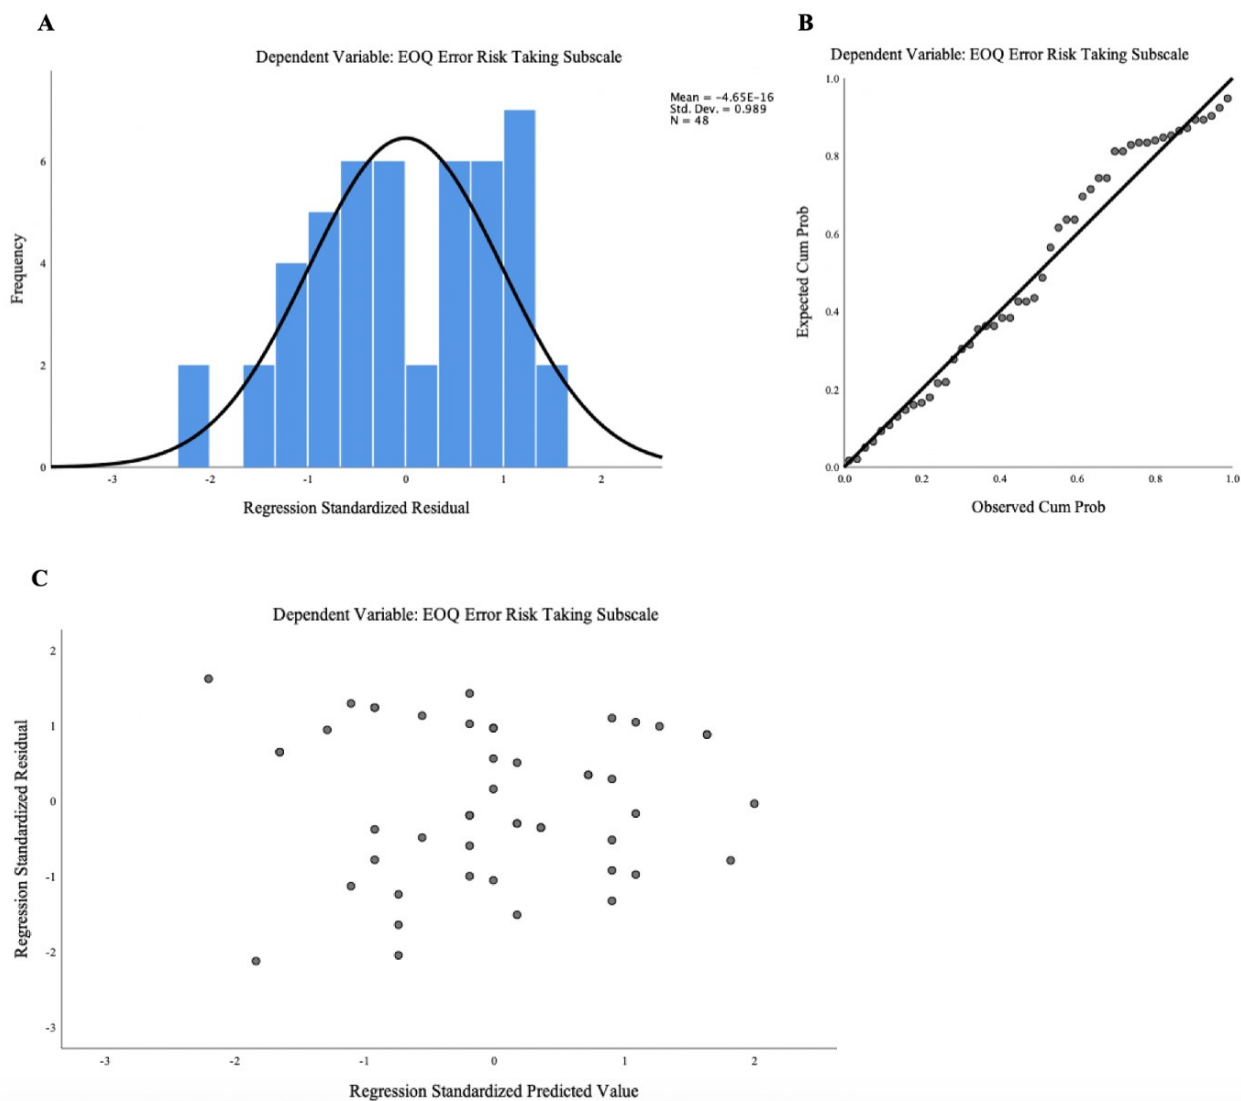 A
Dependent Variable: EOQ Error Risk Taking Subscale
Mean = -4.65E-16
Std. Dev. = 0.989
N = 48
Frequency
6
4
2
0
-3 -2 -1 0 1 2
Regression Standardized Residual
B
Dependent Variable: EOQ Error Risk Taking Subscale
Expected Cum Prob
1.0
0.8
0.6
0.4
0.2
0.0
0.0 0.2 0.4 0.6 0.8 1.0
Observed Cum Prob
C
Dependent Variable: EOQ Error Risk Taking Subscale
Regression Standardized Residual
2
1
0
-1
-2
-3
-3 -2 -1 0 1 2
Regression Standardized Predicted Value